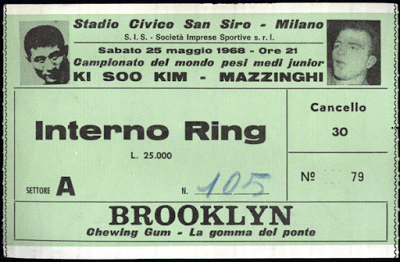 Stadio Civico San Siro - Milano
S. I. S. - Società Imprese Sportive s. r. l.
Sabato 25 maggio 1968 - Ore 21
Campionato del mondo pesi medi junior
KI SOO KIM - MAZZINGHI
Interno Ring
L. 25.000
SETTORE A
N. 105
Cancello
30
Nº 79
BROOKLYN
Chewing Gum - La gomma del ponte